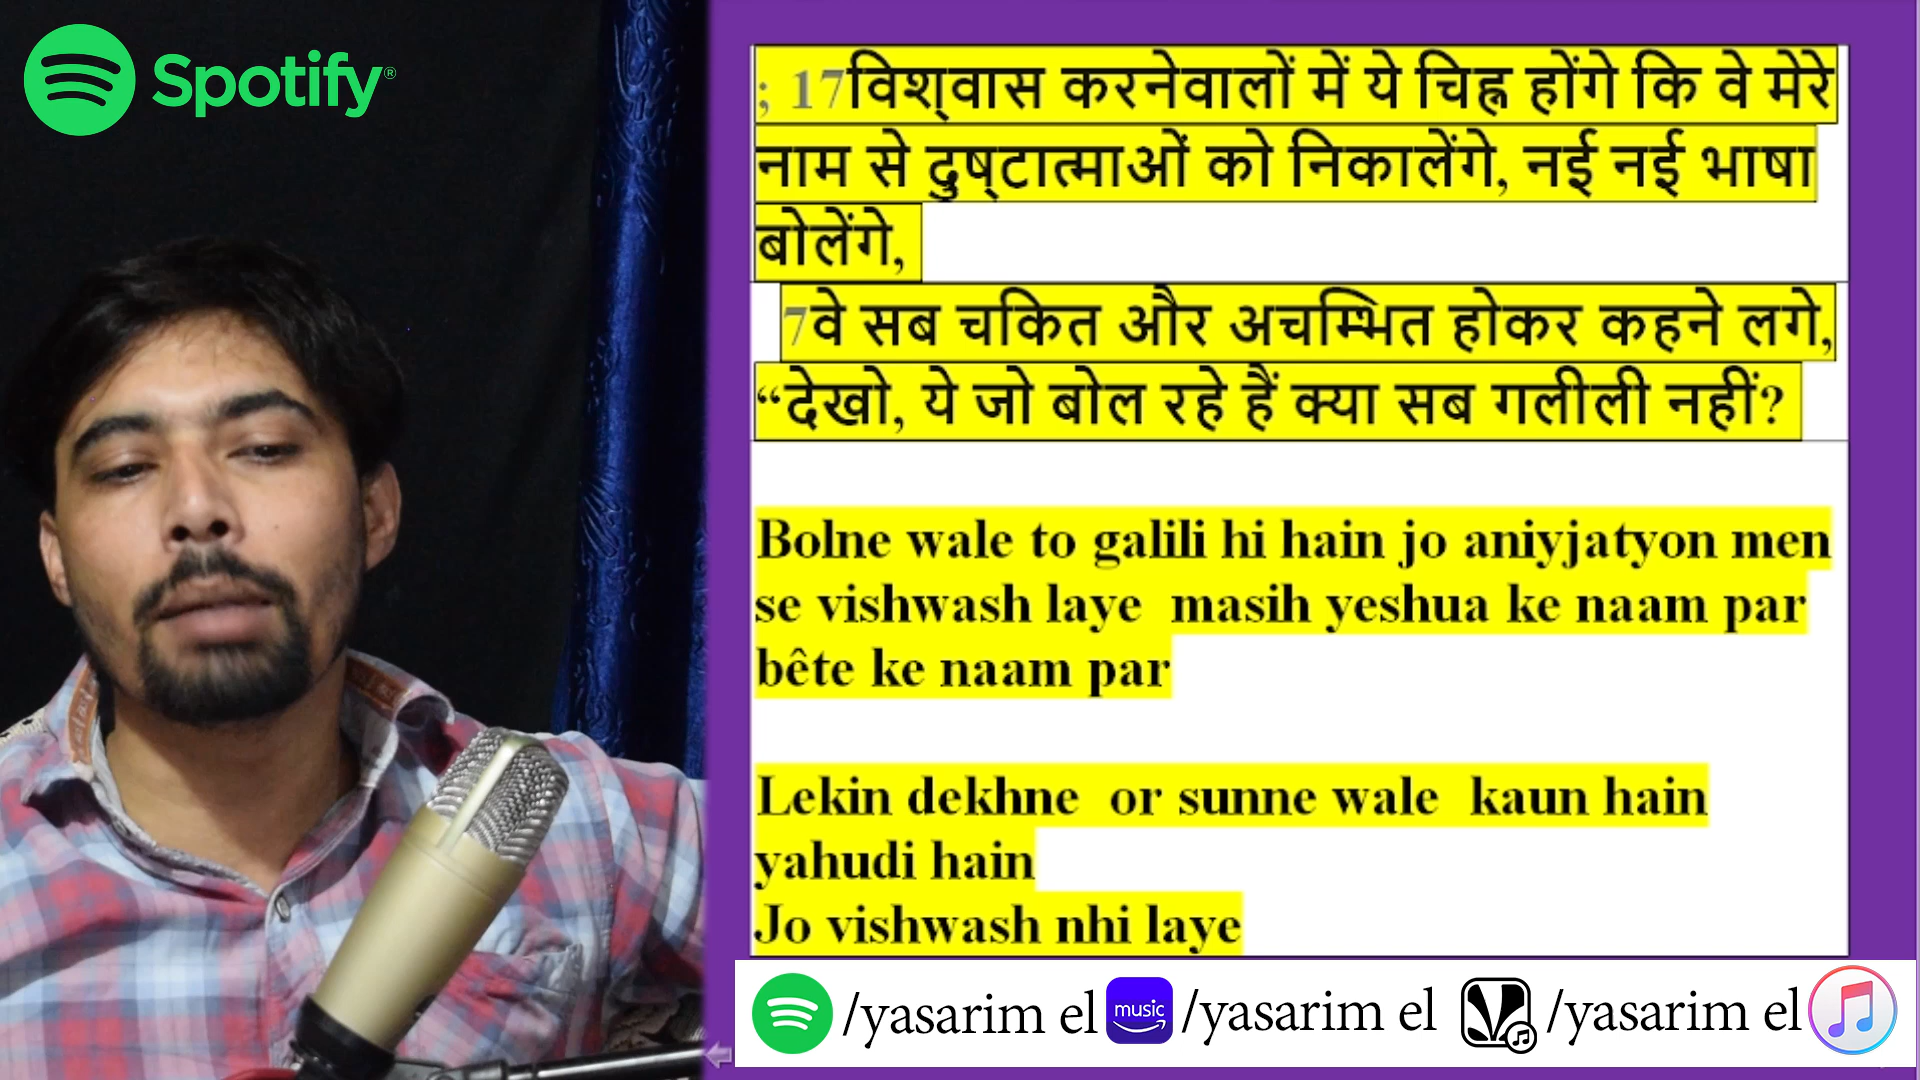 Spotify®
; 17विश्‍वास करनेवालों में ये चिह्न होंगे कि वे मेरे
नाम से दुष्‍टात्माओं को निकालेंगे, नई नई भाषा
बोलेंगे,
7वे सब चकित और अचम्भित होकर कहने लगे,
“देखो, ये जो बोल रहे हैं क्या सब गलीली नहीं?
Bolne wale to galili hi hain jo aniyjatyon men
se vishwash laye masih yeshua ke naam par
bête ke naam par
Lekin dekhne or sunne wale kaun hain
yahudi hain
Jo vishwash nhi laye
/yasarim el music /yasarim el /yasarim el